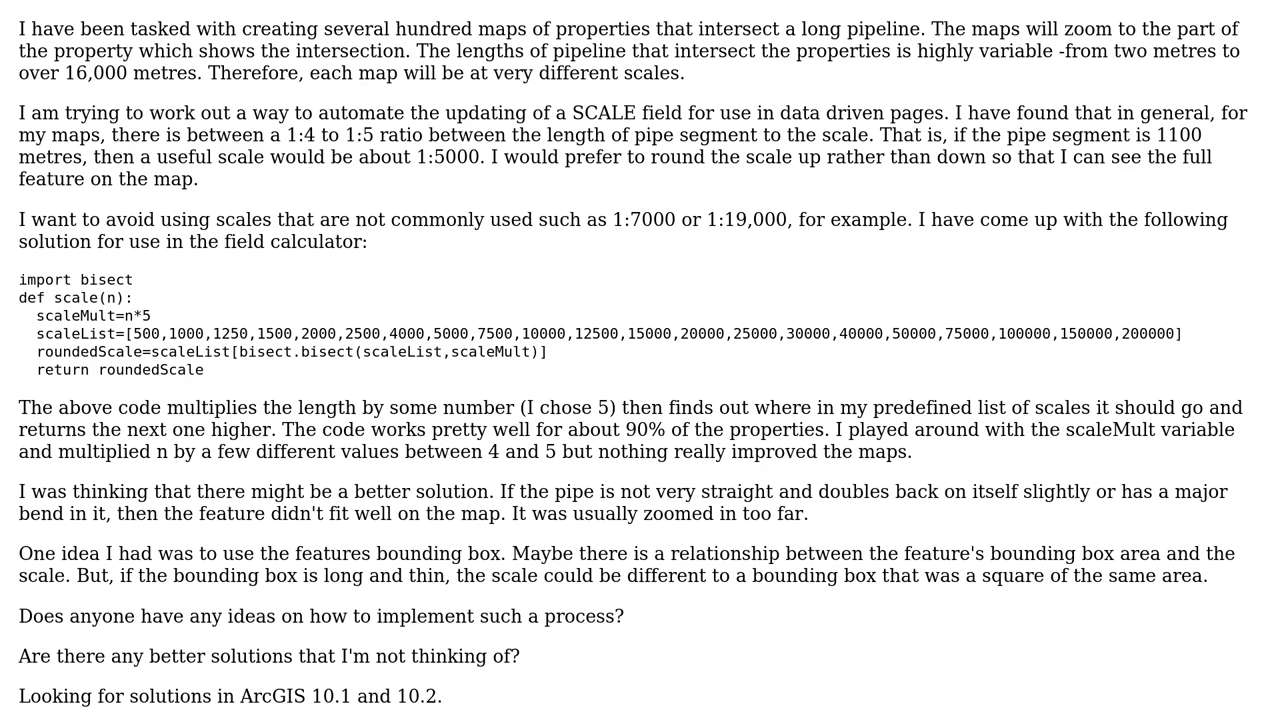 I have been tasked with creating several hundred maps of properties that intersect a long pipeline. The maps will zoom to the part of
the property which shows the intersection. The lengths of pipeline that intersect the properties is highly variable -from two metres to
over 16,000 metres. Therefore, each map will be at very different scales.
I am trying to work out a way to automate the updating of a SCALE field for use in data driven pages. I have found that in general, for
my maps, there is between a 1:4 to 1:5 ratio between the length of pipe segment to the scale. That is, if the pipe segment is 1100
metres, then a useful scale would be about 1:5000. I would prefer to round the scale up rather than down so that I can see the full
feature on the map.
I want to avoid using scales that are not commonly used such as 1:7000 or 1:19,000, for example. I have come up with the following
solution for use in the field calculator:
import bisect
def scale(n):
  scaleMult=n*5
  scaleList=[500,1000,1250,1500,2000,2500,4000,5000,7500,10000,12500,15000,20000,25000,30000,40000,50000,75000,100000,150000,200000]
  roundedScale=scaleList[bisect.bisect(scaleList,scaleMult)]
  return roundedScale
The above code multiplies the length by some number (I chose 5) then finds out where in my predefined list of scales it should go and
returns the next one higher. The code works pretty well for about 90% of the properties. I played around with the scaleMult variable
and multiplied n by a few different values between 4 and 5 but nothing really improved the maps.
I was thinking that there might be a better solution. If the pipe is not very straight and doubles back on itself slightly or has a major
bend in it, then the feature didn't fit well on the map. It was usually zoomed in too far.
One idea I had was to use the features bounding box. Maybe there is a relationship between the feature's bounding box area and the
scale. But, if the bounding box is long and thin, the scale could be different to a bounding box that was a square of the same area.
Does anyone have any ideas on how to implement such a process?
Are there any better solutions that I'm not thinking of?
Looking for solutions in ArcGIS 10.1 and 10.2.